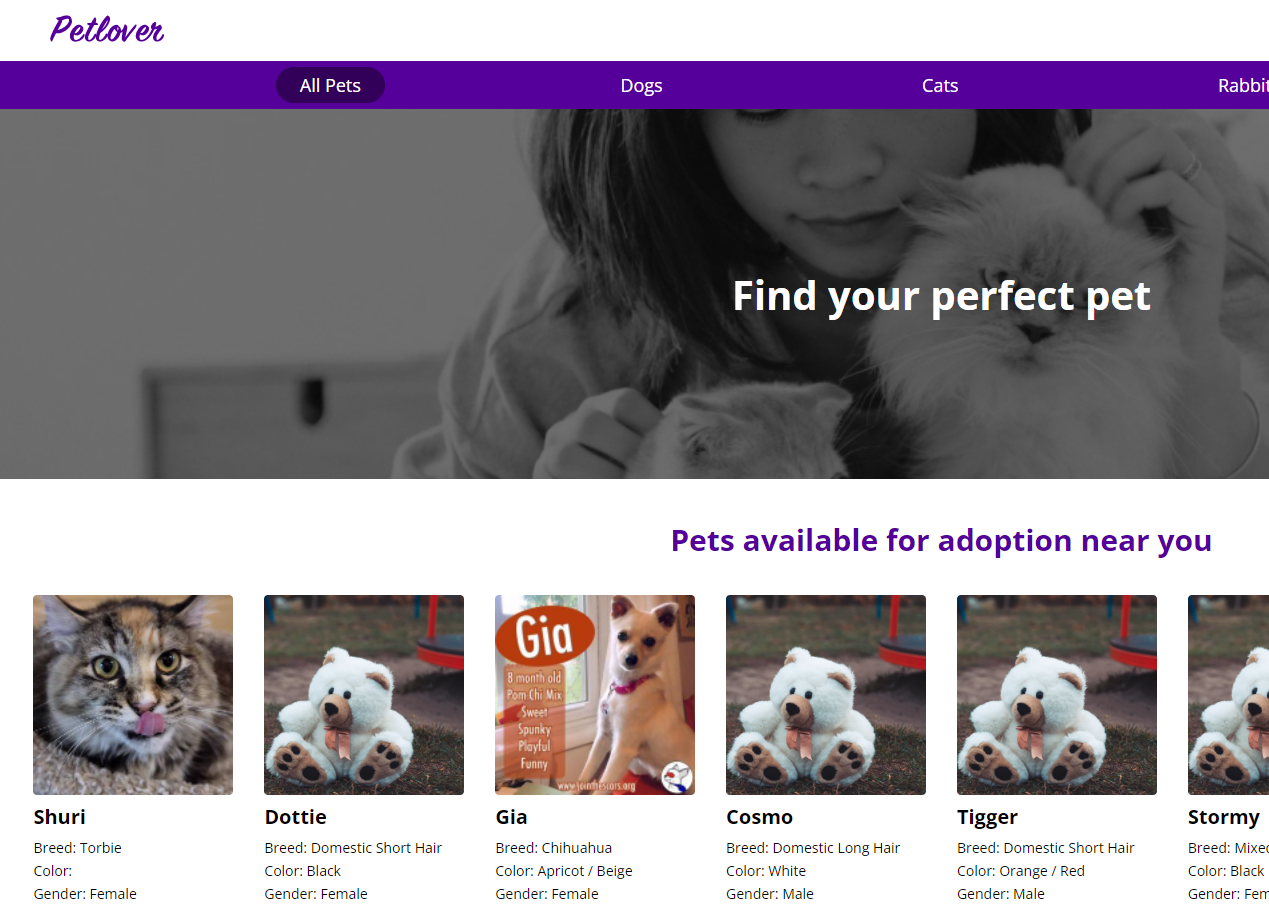 Petlover
All Pets
Dogs
Cats
Rabbit
Find your perfect pet
Pets available for adoption near you
Gia
8 month old
Pom Chi Mix
Sweet
Spunky
Playful
Funny
www.jointhescars.org
Shuri
Breed: Torbie
Color:
Gender: Female
Dottie
Breed: Domestic Short Hair
Color: Black
Gender: Female
Gia
Breed: Chihuahua
Color: Apricot / Beige
Gender: Female
Cosmo
Breed: Domestic Long Hair
Color: White
Gender: Male
Tigger
Breed: Domestic Short Hair
Color: Orange / Red
Gender: Male
Stormy
Breed: Mixed
Color: Black
Gender: Fem